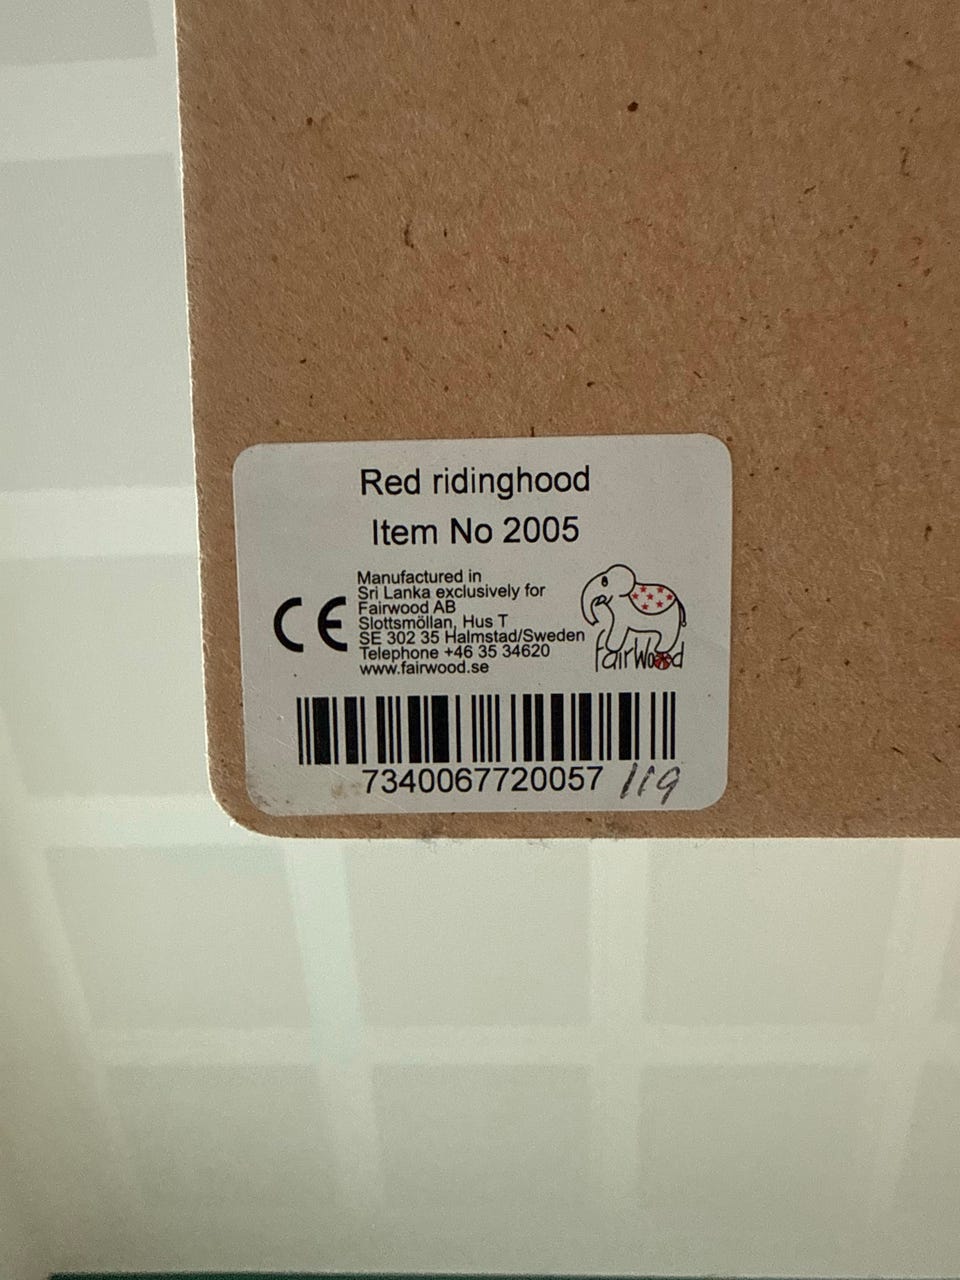 Red ridinghood
Item No 2005
CE
Manufactured in
Sri Lanka exclusively for
Fairwood AB
Slottsmöllan, Hus T
SE 302 35 Halmstad/Sweden
Telephone +46 35 34620
www.fairwood.se
fairWood
7340067720057 119